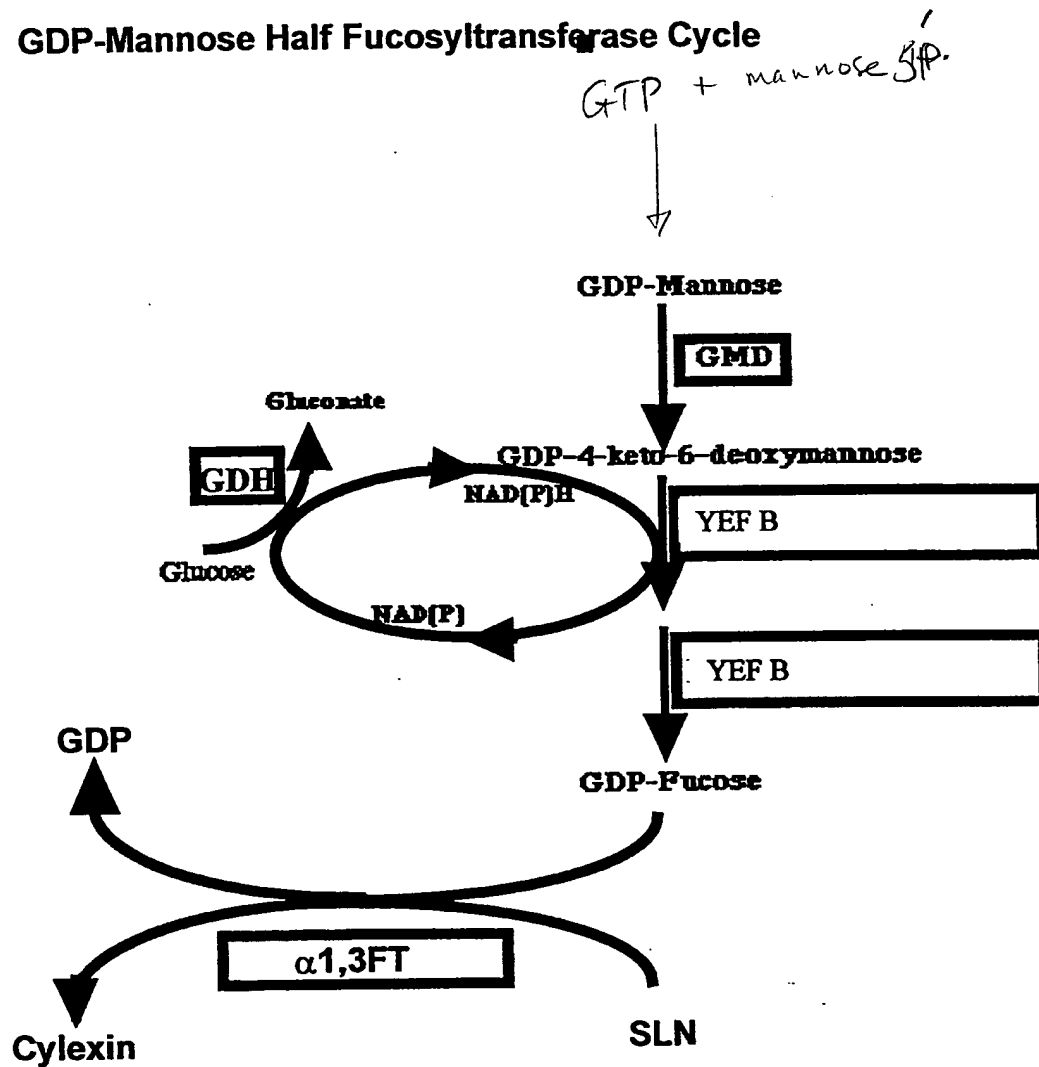 GDP-Mannose Half Fucosyltransferase Cycle
GTP + mannose
GDP-Mannose
GMD
Gluconate
GDP-4-keto-6-deoxymannose
GDH
NAD(P)H
YEF B
Glucose
NAD(P)
YEF B
GDP
GDP-Fucose
α1,3FT
SLN
Cylexin